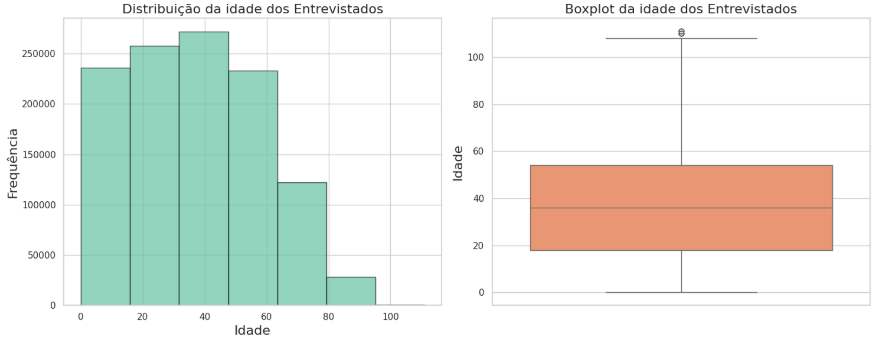 Distribuição da idade dos Entrevistados
Frequência
250000
200000
150000
100000
50000
0
0 20 40 60 80 100
Idade
Boxplot da idade dos Entrevistados
Idade
100
80
60
40
20
0